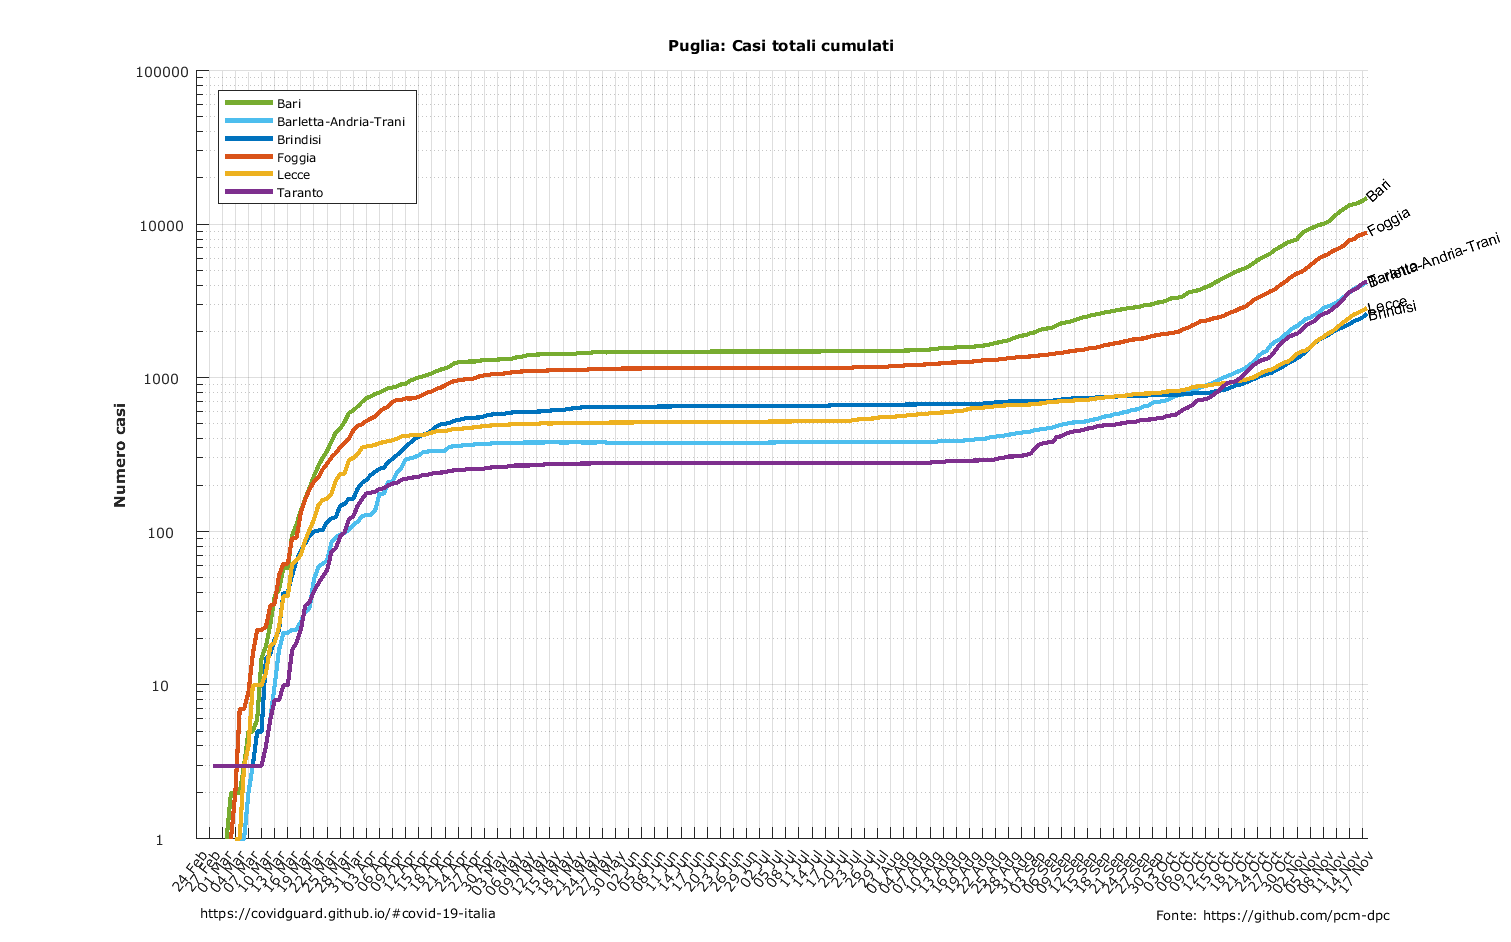 Puglia: Casi totali cumulati
100000
10000
1000
100
10
1
Numero casi
Bari
Barletta-Andria-Trani
Brindisi
Foggia
Lecce
Taranto
Bari
Foggia
Barletta-Andria-Trani
Taranto
Lecce
Brindisi
24 Feb
27 Feb
01 Mar
04 Mar
07 Mar
10 Mar
13 Mar
16 Mar
19 Mar
22 Mar
25 Mar
28 Mar
31 Mar
03 Apr
06 Apr
09 Apr
12 Apr
15 Apr
18 Apr
21 Apr
24 Apr
27 Apr
30 Apr
03 May
06 May
09 May
12 May
15 May
18 May
21 May
24 May
27 May
30 May
02 Jun
05 Jun
08 Jun
11 Jun
14 Jun
17 Jun
20 Jun
23 Jun
26 Jun
29 Jun
02 Jul
05 Jul
08 Jul
11 Jul
14 Jul
17 Jul
20 Jul
23 Jul
26 Jul
29 Jul
01 Aug
04 Aug
07 Aug
10 Aug
13 Aug
16 Aug
19 Aug
22 Aug
25 Aug
28 Aug
31 Aug
03 Sep
06 Sep
09 Sep
12 Sep
15 Sep
18 Sep
21 Sep
24 Sep
27 Sep
30 Sep
03 Oct
06 Oct
09 Oct
12 Oct
15 Oct
18 Oct
21 Oct
24 Oct
27 Oct
30 Oct
02 Nov
05 Nov
08 Nov
11 Nov
14 Nov
17 Nov
https://covidguard.github.io/#covid-19-italia
Fonte: https://github.com/pcm-dpc